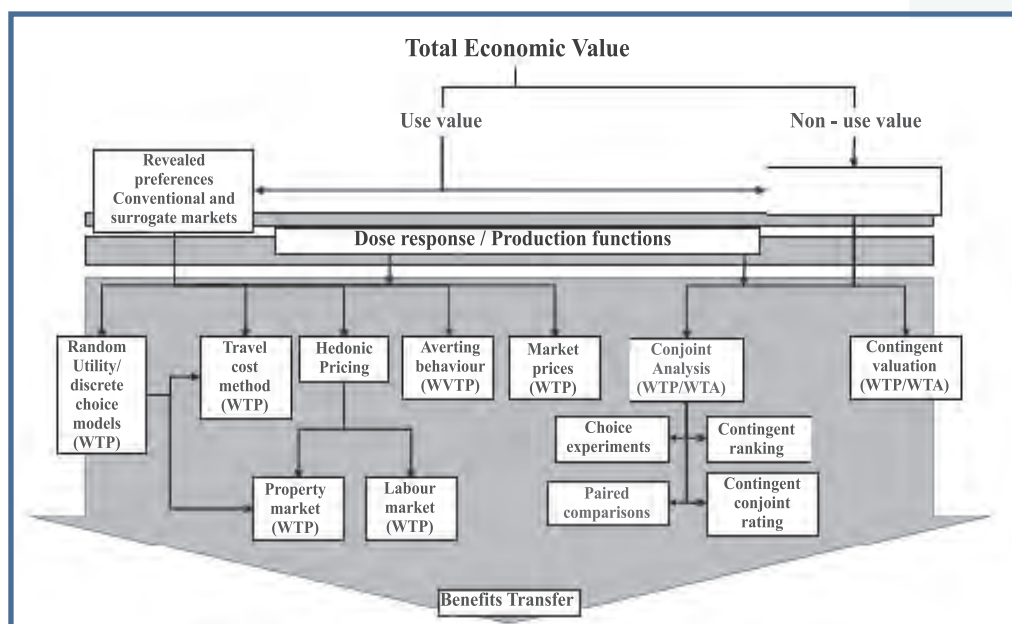 Total Economic Value
Use value
Non - use value
Revealed
preferences
Conventional and
surrogate markets
Dose response / Production functions
Random
Utility/
discrete
choice
models
(WTP)
Travel
cost
method
(WTP)
Hedonic
Pricing
Averting
behaviour
(WVTP)
Market
prices
(WTP)
Conjoint
Analysis
(WTP/WTA)
Contingent
valuation
(WTP/WTA)
Choice
experiments
Contingent
ranking
Property
market
(WTP)
Labour
market
(WTP)
Paired
comparisons
Contingent
conjoint
rating
Benefits Transfer